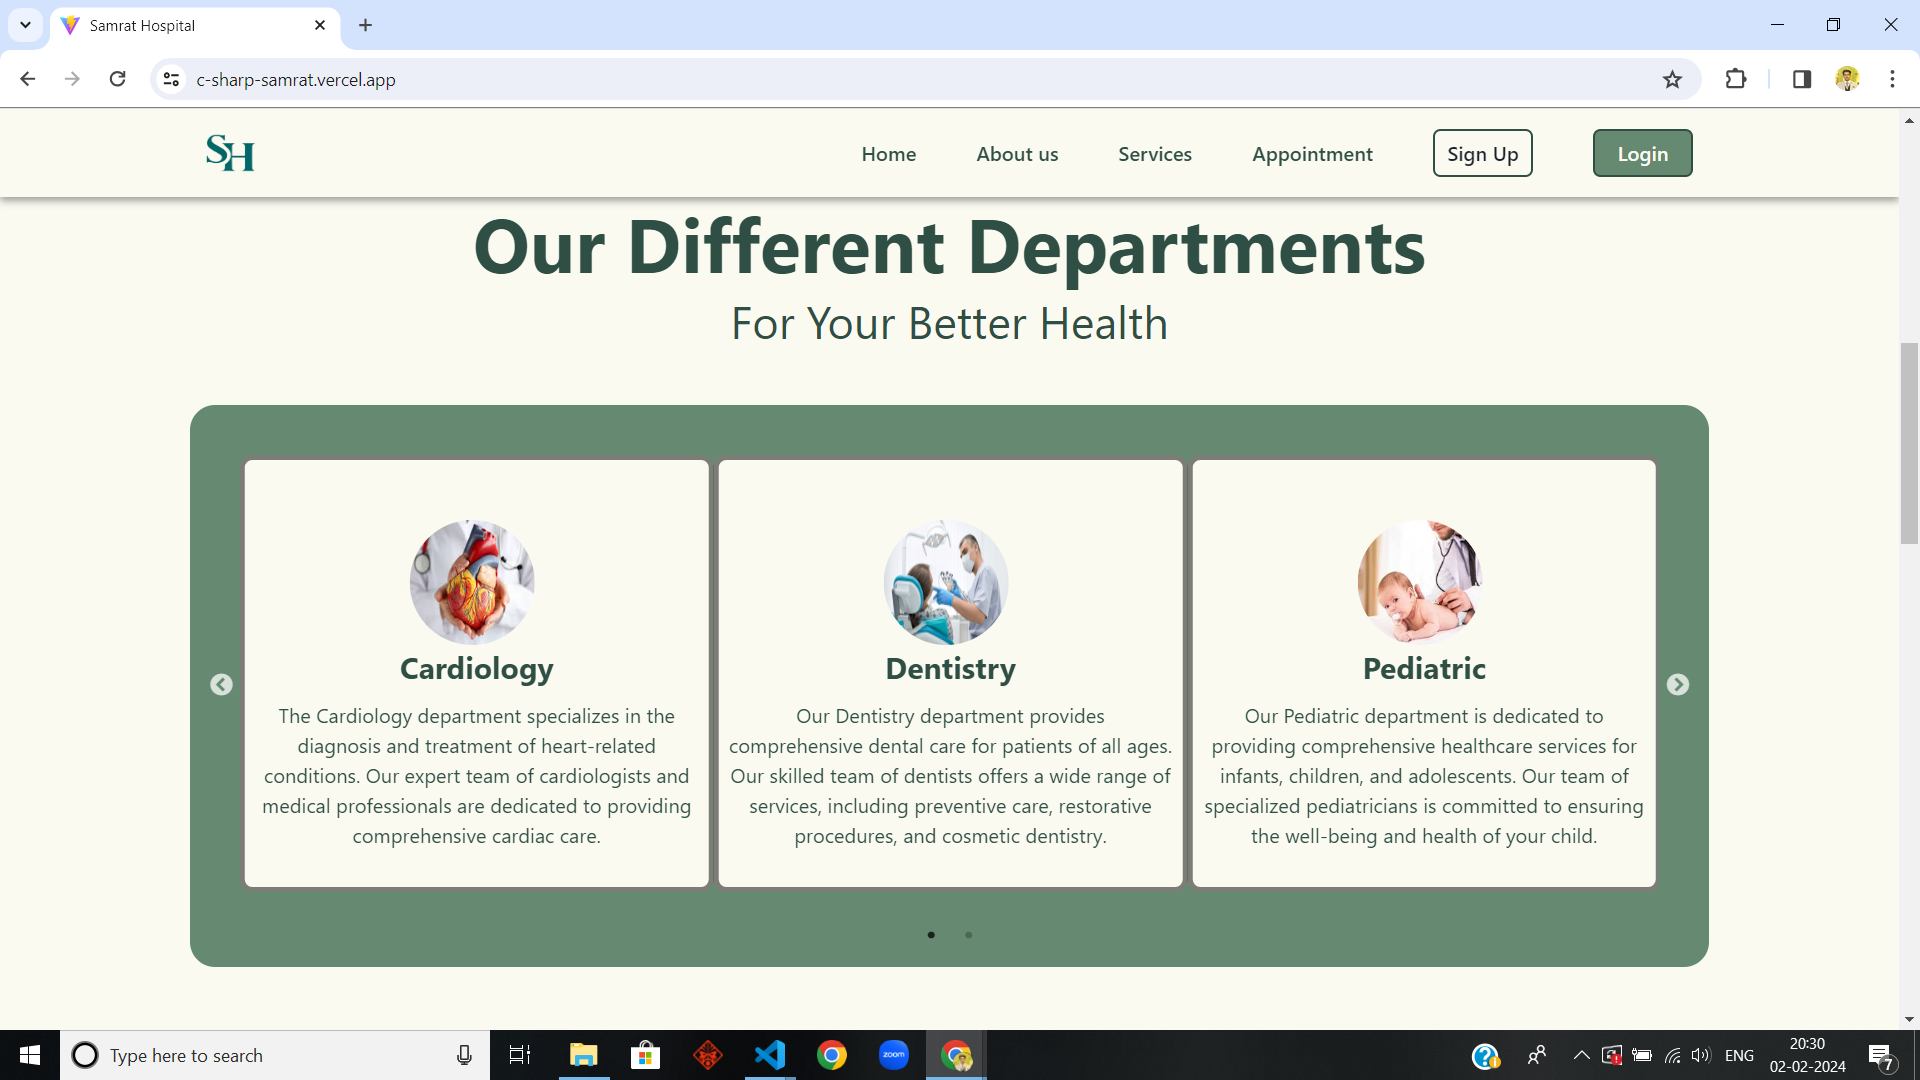 Samrat Hospital
c-sharp-samrat.vercel.app
SH
Home
About us
Services
Appointment
Sign Up
Login
Our Different Departments
For Your Better Health
Cardiology
The Cardiology department specializes in the
diagnosis and treatment of heart-related
conditions. Our expert team of cardiologists and
medical professionals are dedicated to providing
comprehensive cardiac care.
Dentistry
Our Dentistry department provides
comprehensive dental care for patients of all ages.
Our skilled team of dentists offers a wide range of
services, including preventive care, restorative
procedures, and cosmetic dentistry.
Pediatric
Our Pediatric department is dedicated to
providing comprehensive healthcare services for
infants, children, and adolescents. Our team of
specialized pediatricians is committed to ensuring
the well-being and health of your child.
Type here to search
zoom
ENG
20:30
02-02-2024
7